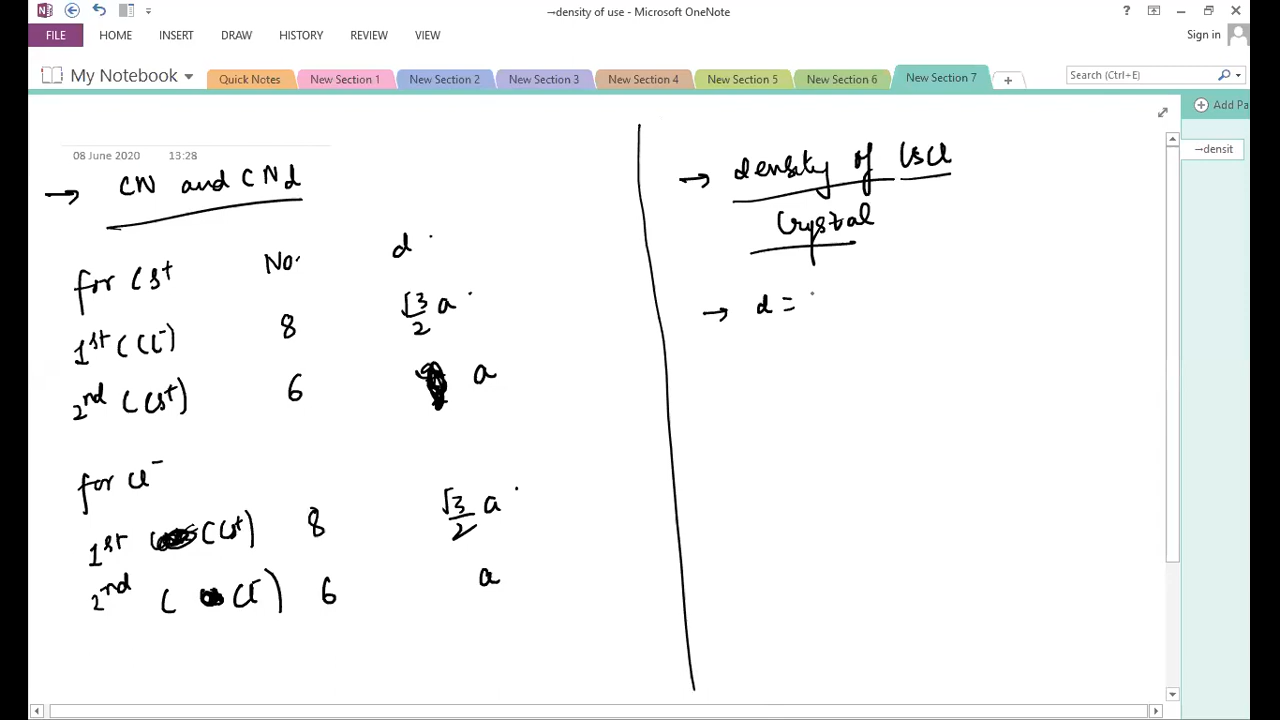 →density of use - Microsoft OneNote
Sign in
FILE HOME INSERT DRAW HISTORY REVIEW VIEW
My Notebook
Quick Notes New Section 1 New Section 2 New Section 3 New Section 4 New Section 5 New Section 6 New Section 7
Search (Ctrl+E)
Add Pa
→densit
08 June 2020 13:28
→ CN and CNd
for Cs⁺ No. d
1st (Cl⁻) 8 √3/2 a
2nd (Cs⁺) 6 a
for Cl⁻
1st (Cs⁺) 8 √3/2 a
2nd (Cl⁻) 6 a
→ density of CsCl
Crystal
→ d =